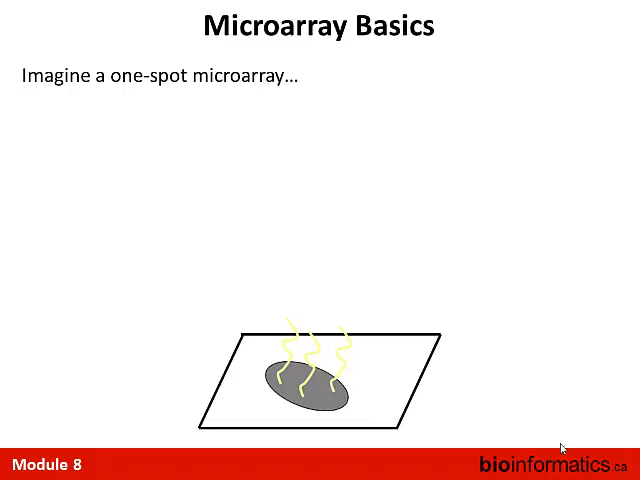 Microarray Basics
Imagine a one-spot microarray…
Module 8
bioinformatics.ca